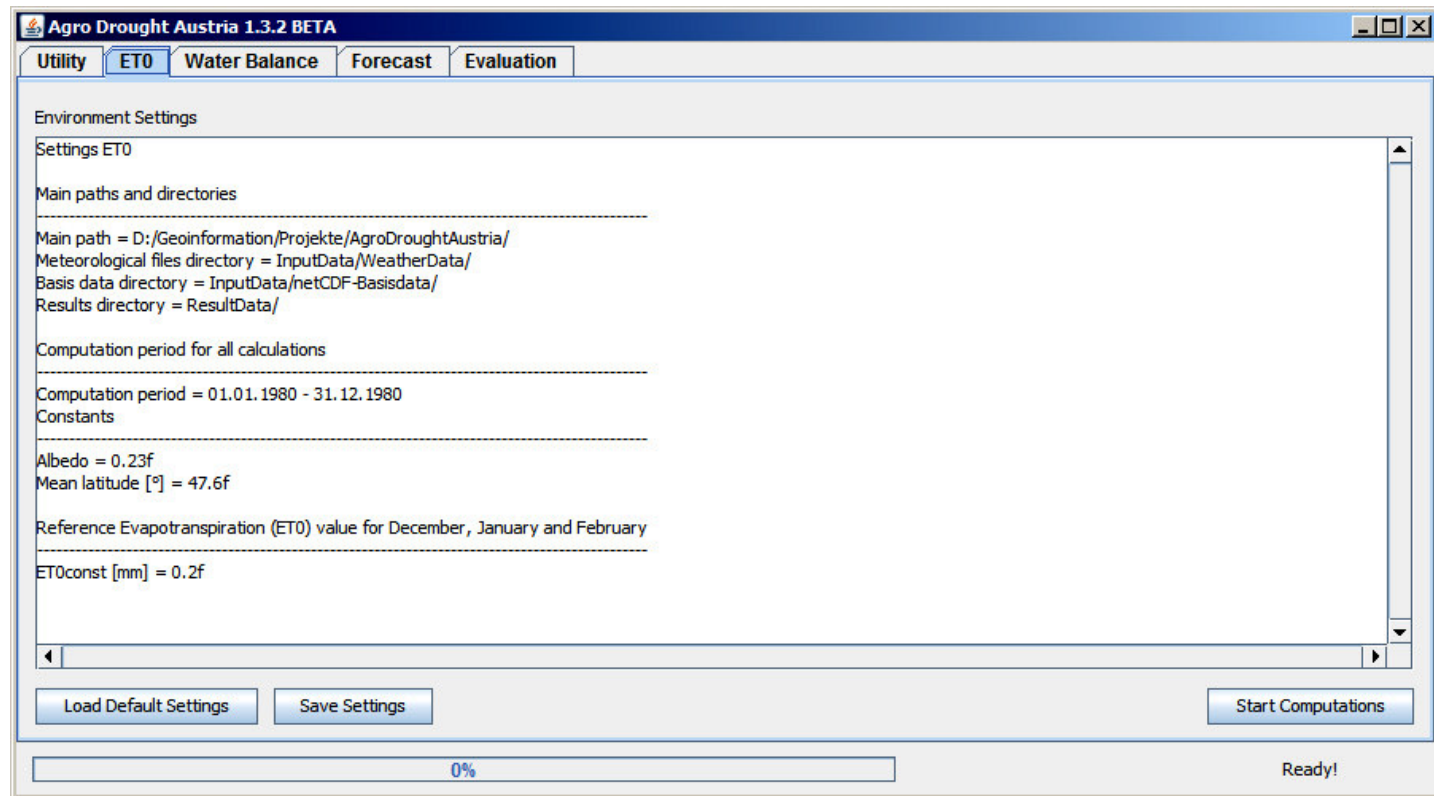 Agro Drought Austria 1.3.2 BETA
Utility ET0 Water Balance Forecast Evaluation
Environment Settings
Settings ET0
Main paths and directories
--------------------------------------------------------------------------------------------------
Main path = D:/Geoinformation/Projekte/AgroDroughtAustria/
Meteorological files directory = InputData/WeatherData/
Basis data directory = InputData/netCDF-Basisdata/
Results directory = ResultData/
Computation period for all calculations
--------------------------------------------------------------------------------------------------
Computation period = 01.01.1980 - 31.12.1980
Constants
--------------------------------------------------------------------------------------------------
Albedo = 0.23f
Mean latitude [°] = 47.6f
Reference Evapotranspiration (ET0) value for December, January and February
--------------------------------------------------------------------------------------------------
ET0const [mm] = 0.2f
Load Default Settings Save Settings Start Computations
0% Ready!